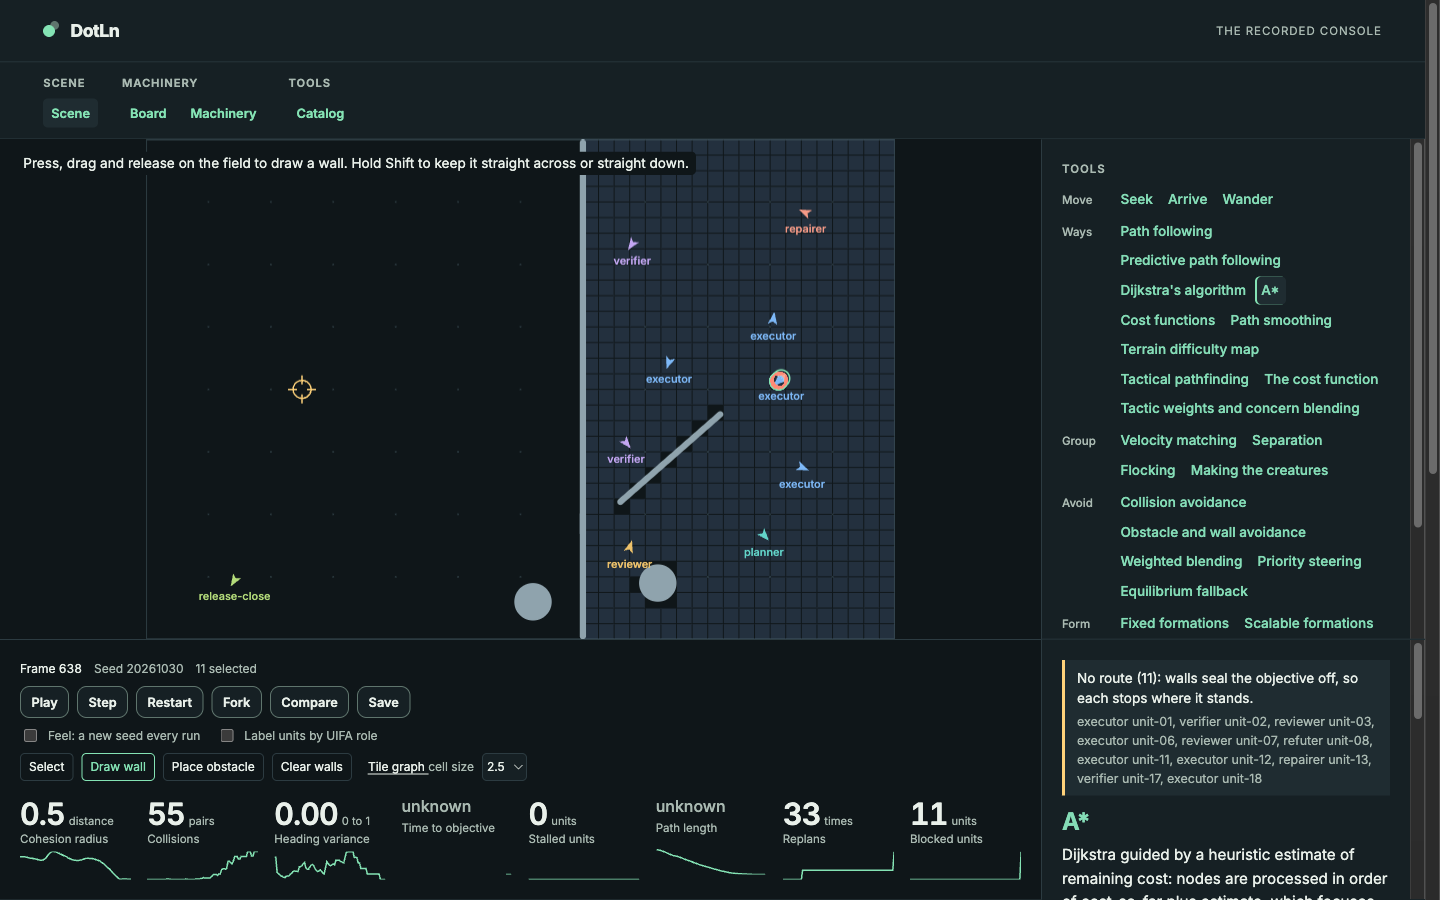 DotLn
THE RECORDED CONSOLE
SCENE MACHINERY TOOLS
Scene Board Machinery Catalog
Press, drag and release on the field to draw a wall. Hold Shift to keep it straight across or straight down.
repairer
verifier
executor
executor
executor
verifier
executor
planner
reviewer
release-close
TOOLS
Move Seek Arrive Wander
Ways Path following
Predictive path following
Dijkstra's algorithm A*
Cost functions Path smoothing
Terrain difficulty map
Tactical pathfinding The cost function
Tactic weights and concern blending
Group Velocity matching Separation
Flocking Making the creatures
Avoid Collision avoidance
Obstacle and wall avoidance
Weighted blending Priority steering
Equilibrium fallback
Form Fixed formations Scalable formations
Frame 638 Seed 20261030 11 selected
Play Step Restart Fork Compare Save
Feel: a new seed every run Label units by UIFA role
Select Draw wall Place obstacle Clear walls Tile graph cell size 2.5
0.5 distance
Cohesion radius
55 pairs
Collisions
0.00 0 to 1
Heading variance
unknown
Time to objective
0 units
Stalled units
unknown
Path length
33 times
Replans
11 units
Blocked units
No route (11): walls seal the objective off, so
each stops where it stands.
executor unit-01, verifier unit-02, reviewer unit-03,
executor unit-06, reviewer unit-07, refuter unit-08,
executor unit-11, executor unit-12, repairer unit-13,
verifier unit-17, executor unit-18
A*
Dijkstra guided by a heuristic estimate of
remaining cost: nodes are processed in order
of cost-so-far plus estimate, which focuses